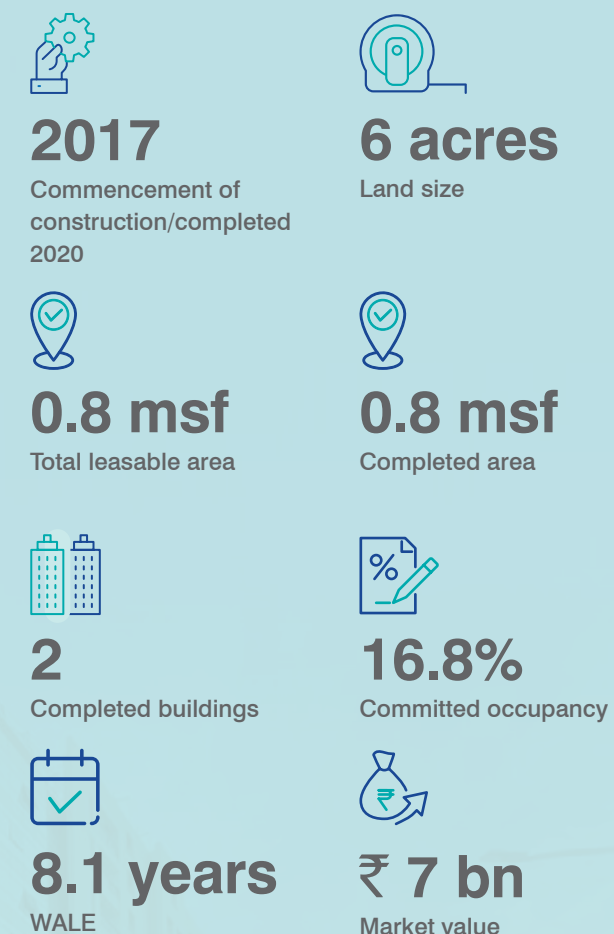 2017
Commencement of
construction/completed
2020
6 acres
Land size
0.8 msf
Total leasable area
0.8 msf
Completed area
2
Completed buildings
%
16.8%
Committed occupancy
8.1 years
WALE
₹
₹ 7 bn
Market value